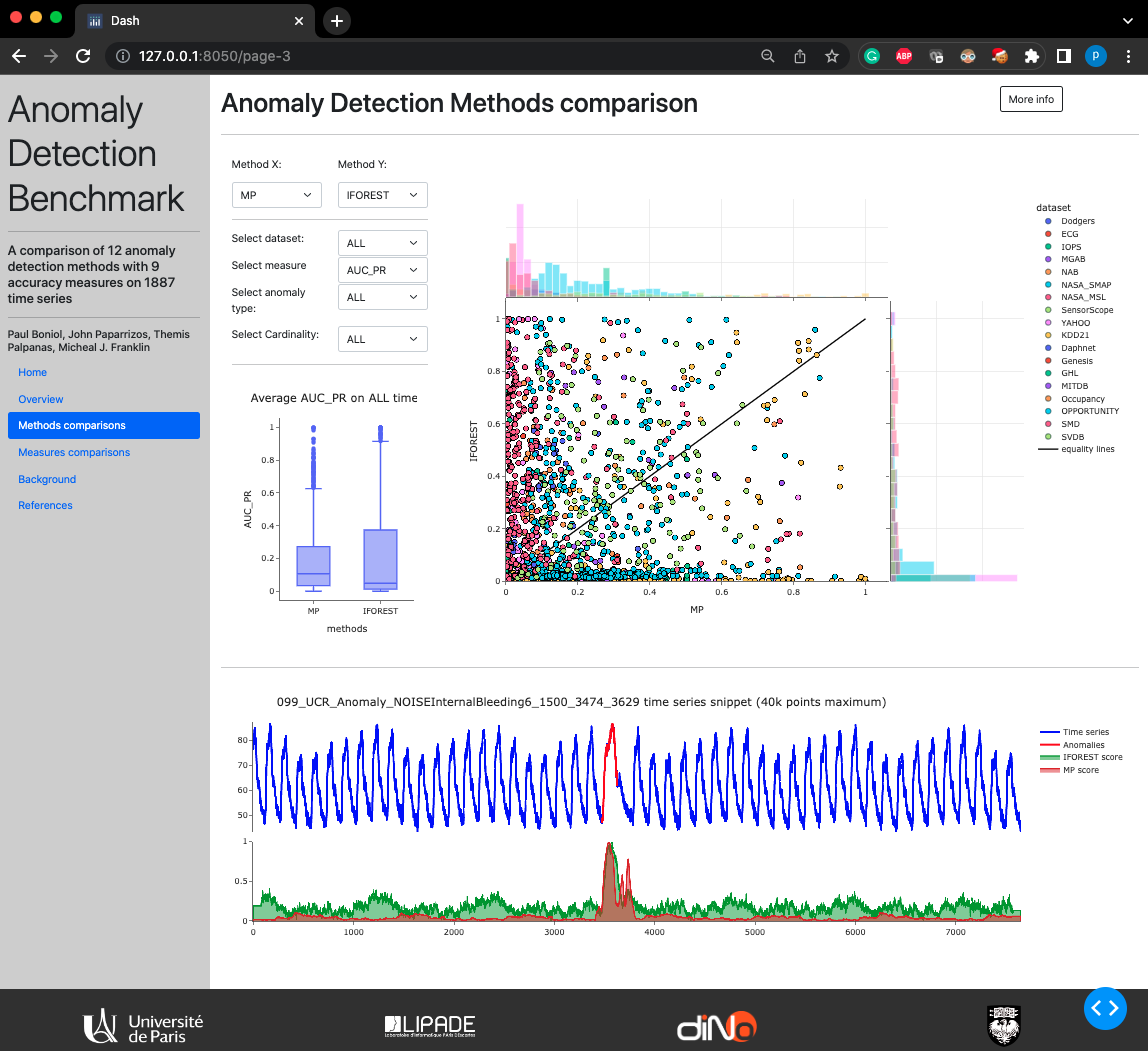 Dash
127.0.0.1:8050/page-3
ABP
p
Anomaly
Detection
Benchmark
A comparison of 12 anomaly
detection methods with 9
accuracy measures on 1887
time series
Paul Boniol, John Paparrizos, Themis
Palpanas, Micheal J. Franklin
Home
Overview
Methods comparisons
Measures comparisons
Background
References
Anomaly Detection Methods comparison
More info
Method X:
Method Y:
MP
IFOREST
Select dataset:
ALL
Select measure
AUC_PR
Select anomaly
type:
ALL
Select Cardinality:
ALL
Average AUC_PR on ALL time
1
0.8
0.6
0.4
0.2
0
AUC_PR
MP
IFOREST
methods
1
0.8
0.6
0.4
0.2
0
IFOREST
0
0.2
0.4
0.6
0.8
1
MP
dataset
Dodgers
ECG
IOPS
MGAB
NAB
NASA_SMAP
NASA_MSL
SensorScope
YAHOO
KDD21
Daphnet
Genesis
GHL
MITDB
Occupancy
OPPORTUNITY
SMD
SVDB
equality lines
099_UCR_Anomaly_NOISEInternalBleeding6_1500_3474_3629 time series snippet (40k points maximum)
80
70
60
50
1
0.5
0
0
1000
2000
3000
4000
5000
6000
7000
Time series
Anomalies
IFOREST score
MP score
Université
de Paris
LIPADE
Laboratoire d'Informatique PAris DEscartes
diNo